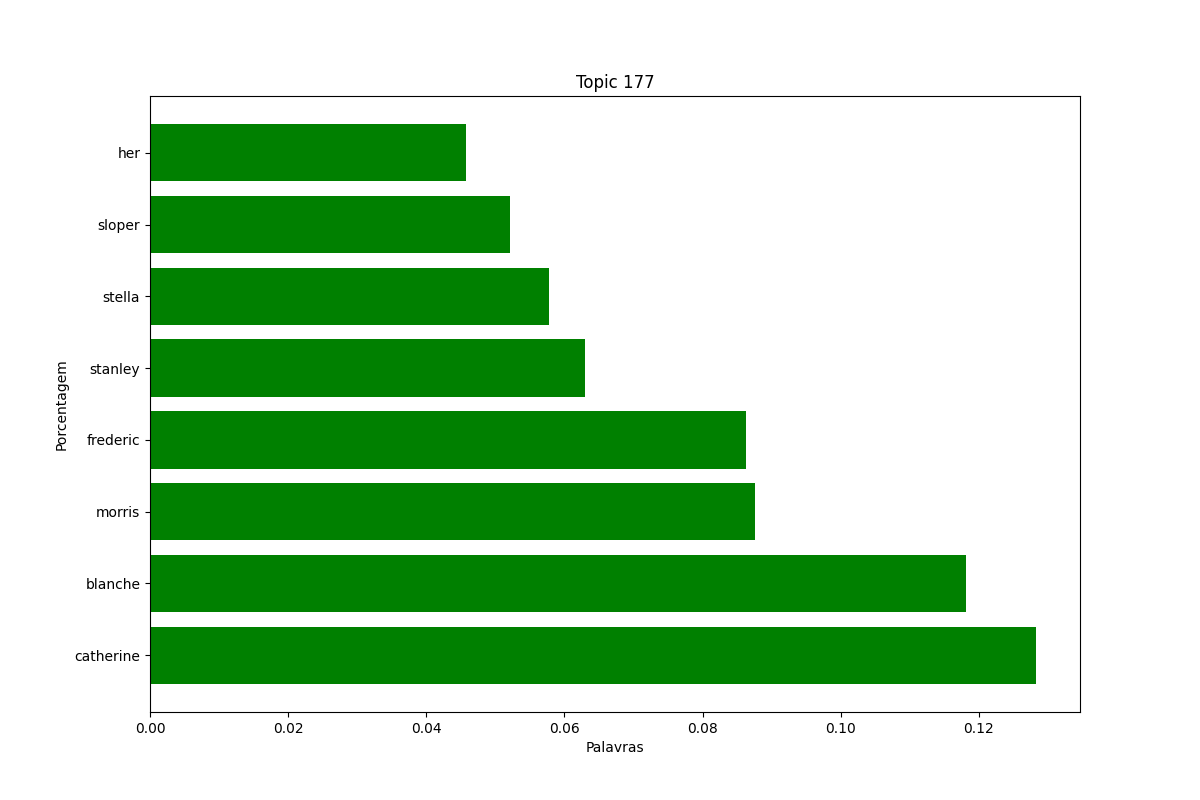 Topic 177
her
sloper
stella
stanley
frederic
morris
blanche
catherine
Porcentagem
0.00 0.02 0.04 0.06 0.08 0.10 0.12
Palavras